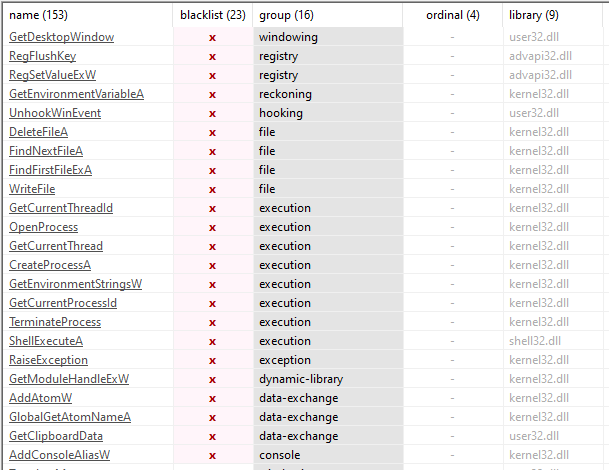 name (153) blacklist (23) group (16) ordinal (4) library (9)
GetDesktopWindow x windowing - user32.dll
RegFlushKey x registry - advapi32.dll
RegSetValueExW x registry - advapi32.dll
GetEnvironmentVariableA x reckoning - kernel32.dll
UnhookWinEvent x hooking - user32.dll
DeleteFileA x file - kernel32.dll
FindNextFileA x file - kernel32.dll
FindFirstFileExA x file - kernel32.dll
WriteFile x file - kernel32.dll
GetCurrentThreadId x execution - kernel32.dll
OpenProcess x execution - kernel32.dll
GetCurrentThread x execution - kernel32.dll
CreateProcessA x execution - kernel32.dll
GetEnvironmentStringsW x execution - kernel32.dll
GetCurrentProcessId x execution - kernel32.dll
TerminateProcess x execution - kernel32.dll
ShellExecuteA x execution - shell32.dll
RaiseException x exception - kernel32.dll
GetModuleHandleExW x dynamic-library - kernel32.dll
AddAtomW x data-exchange - kernel32.dll
GlobalGetAtomNameA x data-exchange - kernel32.dll
GetClipboardData x data-exchange - user32.dll
AddConsoleAliasW x console - kernel32.dll